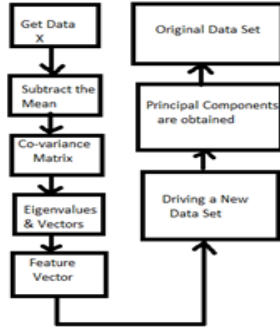 Get Data
X
Subtract the
Mean
Co-variance
Matrix
Eigenvalues
& Vectors
Feature
Vector
Driving a New
Data Set
Principal Components
are obtained
Original Data Set